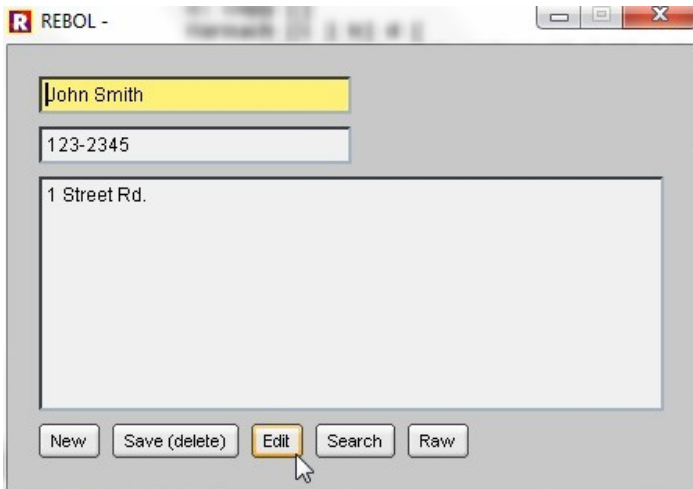 R REBOL -
John Smith
123-2345
1 Street Rd.
New Save (delete) Edit Search Raw